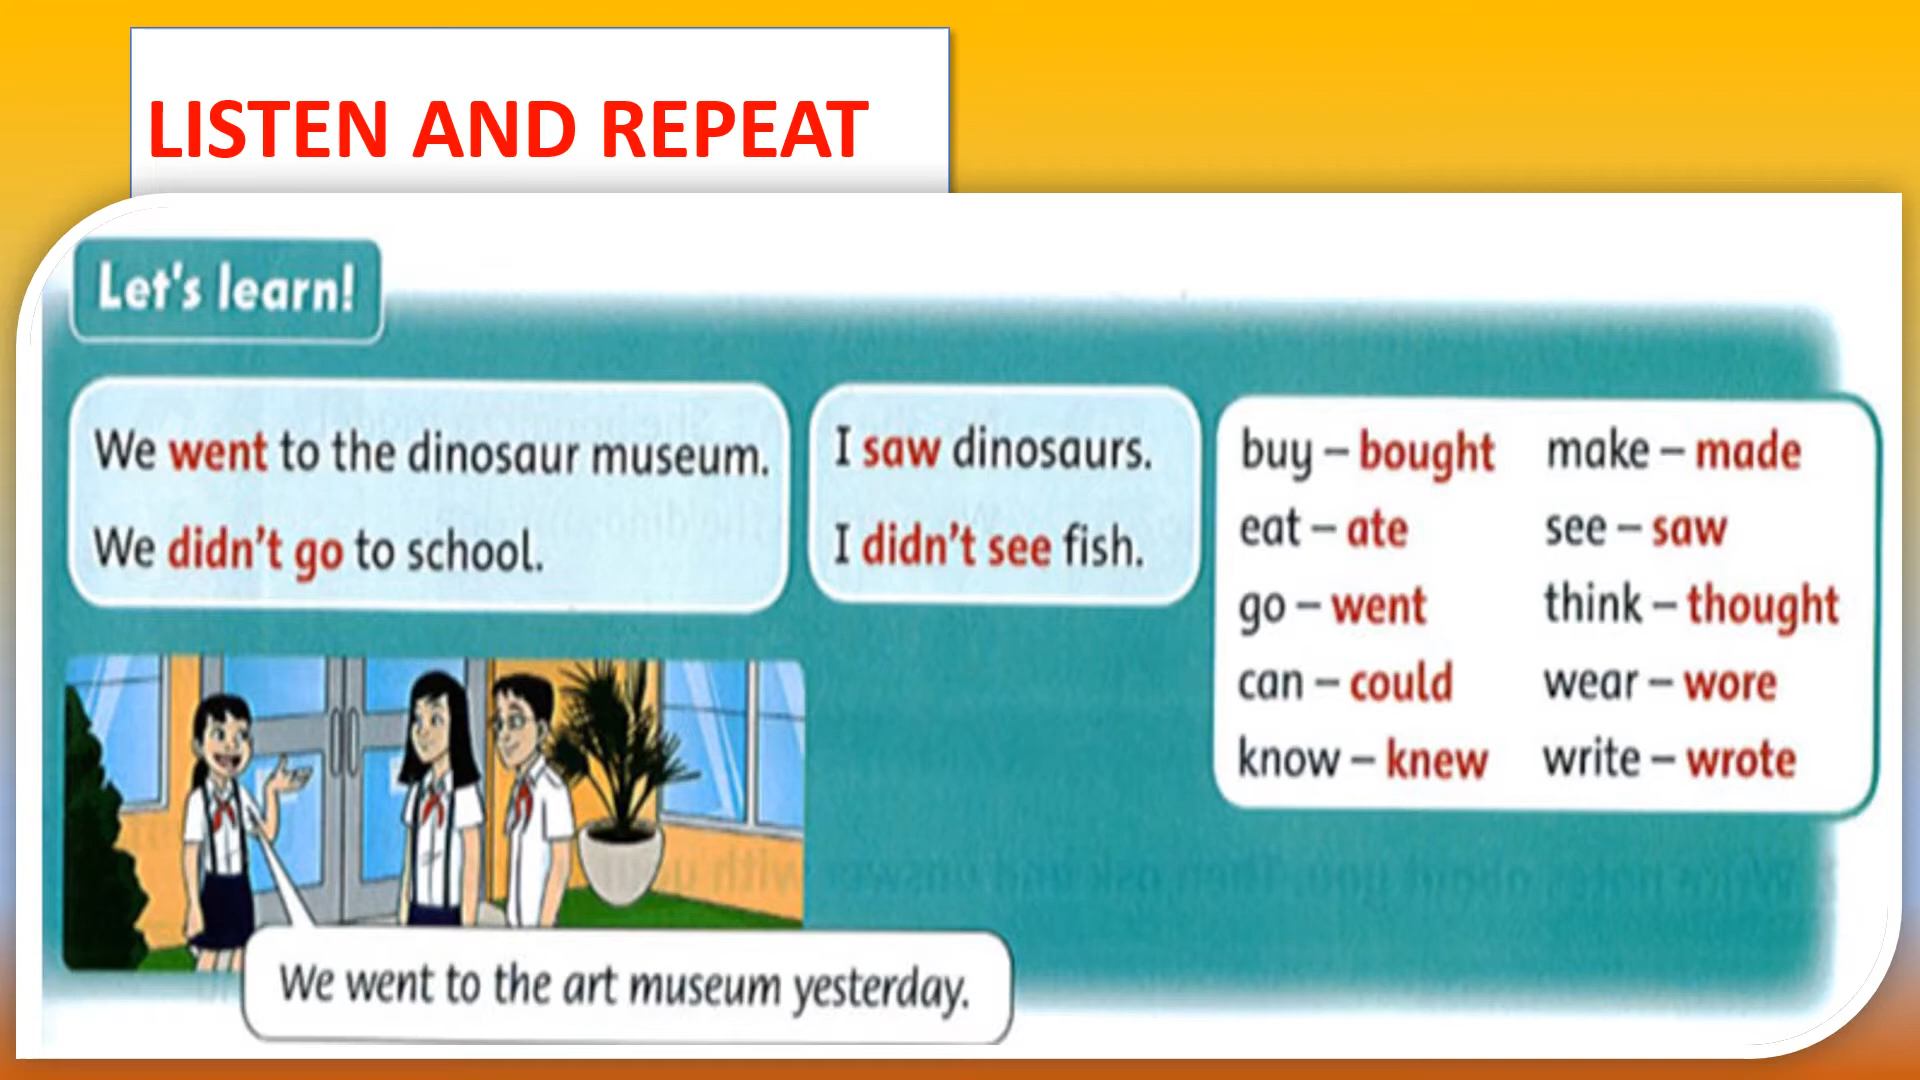 LISTEN AND REPEAT
Let's learn!
We went to the dinosaur museum.
We didn't go to school.
I saw dinosaurs.
I didn't see fish.
buy – bought
eat – ate
go – went
can – could
know – knew
make – made
see – saw
think – thought
wear – wore
write – wrote
We went to the art museum yesterday.